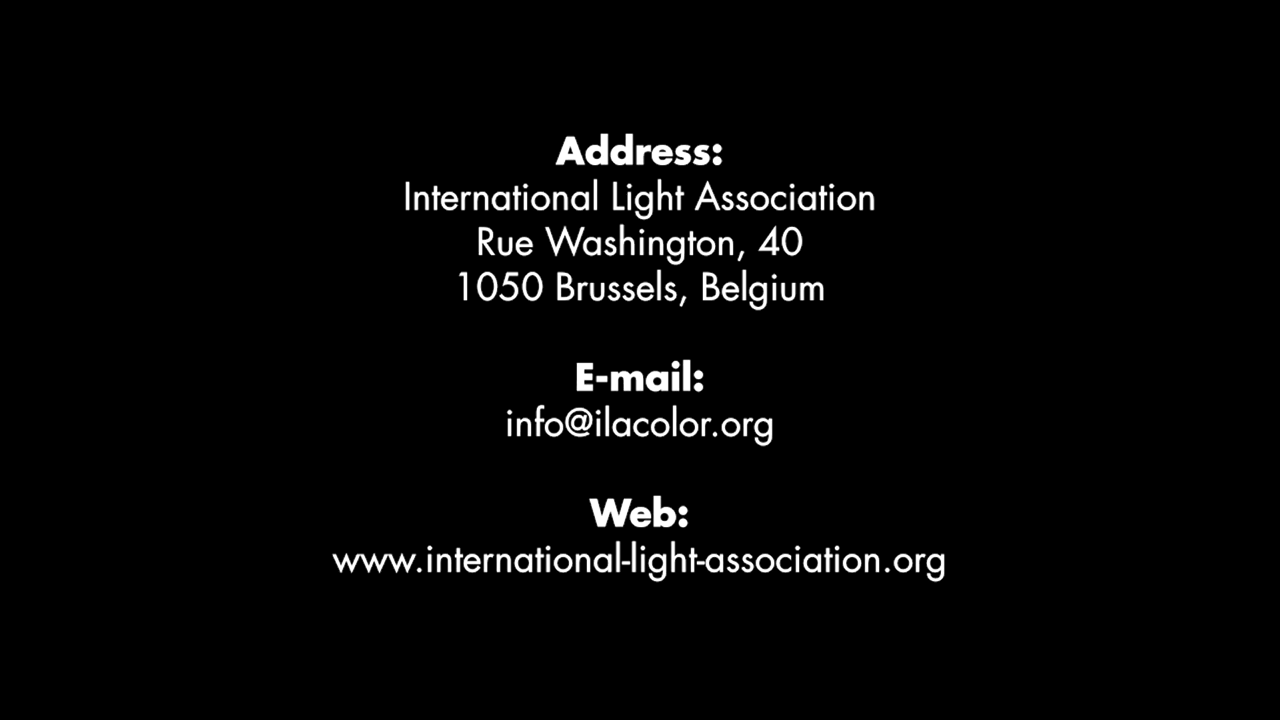 Address:
International Light Association
Rue Washington, 40
1050 Brussels, Belgium
E-mail:
info@ilacolor.org
Web:
www.international-light-association.org